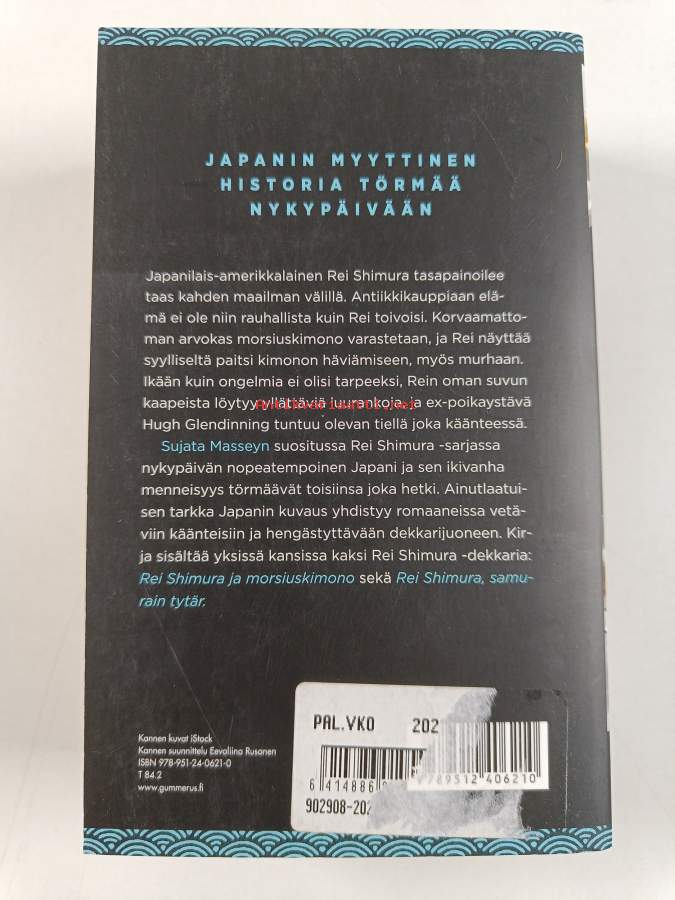 JAPANIN MYYTTINEN
HISTORIA TÖRMÄÄ
NYKYPÄIVÄÄN
Japanilais-amerikkalainen Rei Shimura tasapainoilee
taas kahden maailman välillä. Antiikkikauppiaan elä-
mä ei ole niin rauhallista kuin Rei toivoisi. Korvaamatto-
man arvokas morsiuskimono varastetaan, ja Rei näyttää
syylliseltä paitsi kimonon häviämiseen, myös murhaan.
Ikään kuin ongelmia ei olisi tarpeeksi, Rein oman suvun
kaapeista löytyy yllättäviä luurankoja, ja ex-poikaystävä
Antikvariaatti.net
Hugh Glendinning tuntuu olevan tiellä joka käänteessä.
Sujata Masseyn suositussa Rei Shimura -sarjassa
nykypäivän nopeatempoinen Japani ja sen ikivanha
menneisyys törmäävät toisiinsa joka hetki. Ainutlaatui-
sen tarkka Japanin kuvaus yhdistyy romaaneissa vetä-
viin käänteisiin ja hengästyttävään dekkarijuoneen. Kir-
ja sisältää yksissä kansissa kaksi Rei Shimura -dekkaria:
Rei Shimura ja morsiuskimono sekä Rei Shimura, samu-
rain tytär.
PAL.VKO 202
Kannen kuvat iStock
Kannen suunnittelu Eevaliina Rusanen
ISBN 978-951-24-0621-0
T 84.2
www.gummerus.fi
6 414886
789512 406210
902908-202